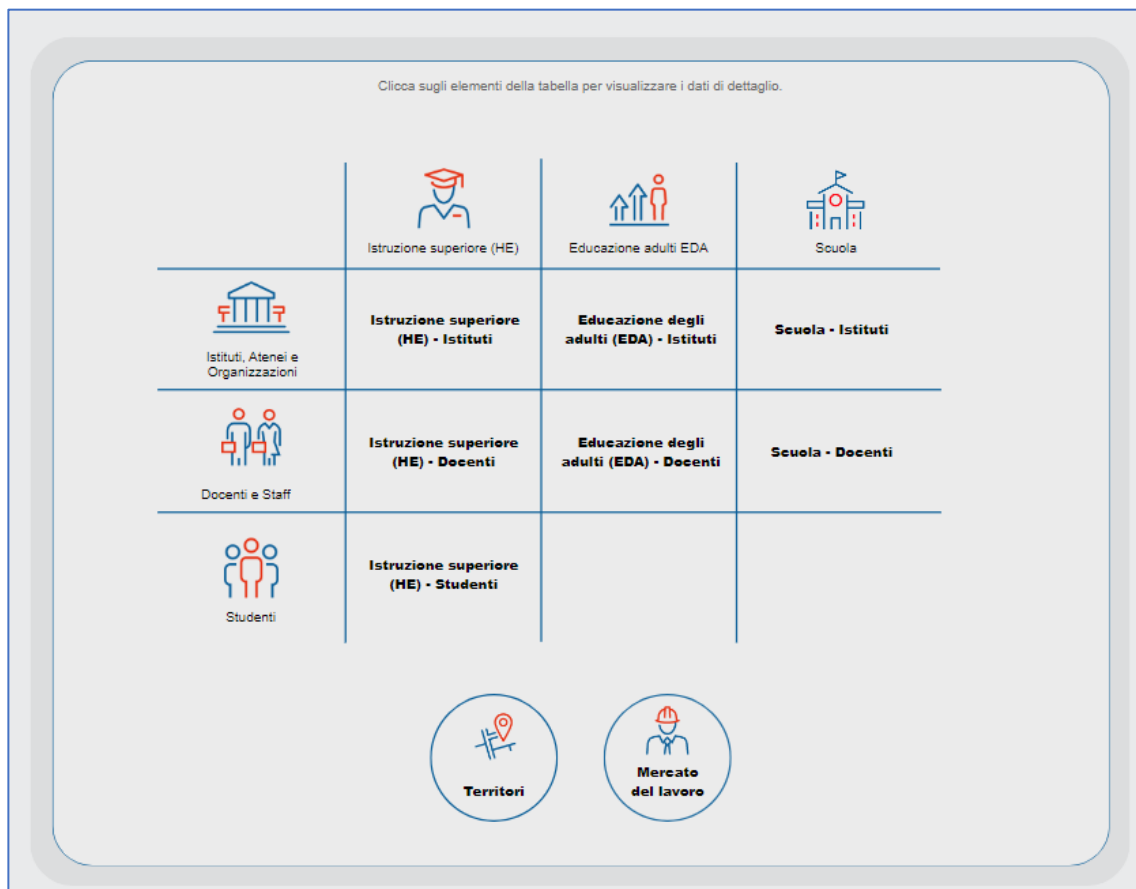 Clicca sugli elementi della tabella per visualizzare i dati di dettaglio.
Istruzione superiore (HE)
Educazione adulti EDA
Scuola
Istituti, Atenei e
Organizzazioni
Istruzione superiore
(HE) - Istituti
Educazione degli
adulti (EDA) - Istituti
Scuola - Istituti
Docenti e Staff
Istruzione superiore
(HE) - Docenti
Educazione degli
adulti (EDA) - Docenti
Scuola - Docenti
Studenti
Istruzione superiore
(HE) - Studenti
Territori
Mercato
del lavoro